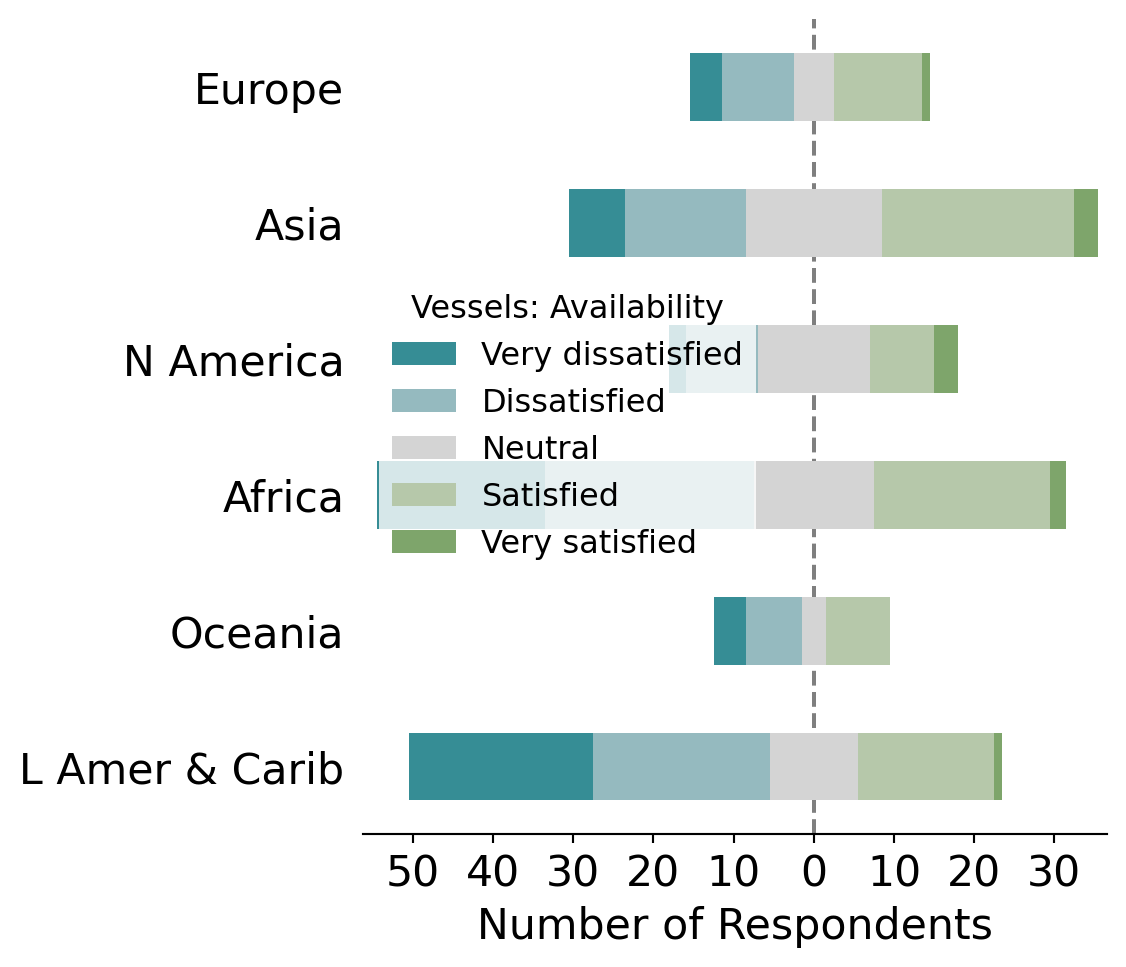 Europe
Asia
N America
Africa
Oceania
L Amer & Carib
Vessels: Availability
Very dissatisfied
Dissatisfied
Neutral
Satisfied
Very satisfied
50 40 30 20 10 0 10 20 30
Number of Respondents